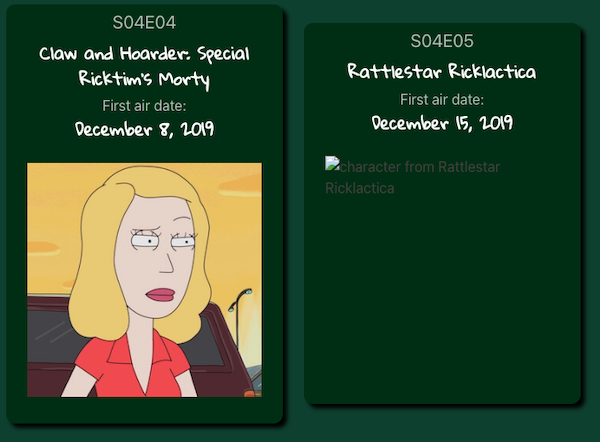 S04E04
Claw and Hoarder: Special
Ricktim's Morty
First air date:
December 8, 2019
S04E05
Rattlestar Ricklactica
First air date:
December 15, 2019
character from Rattlestar
Ricklactica